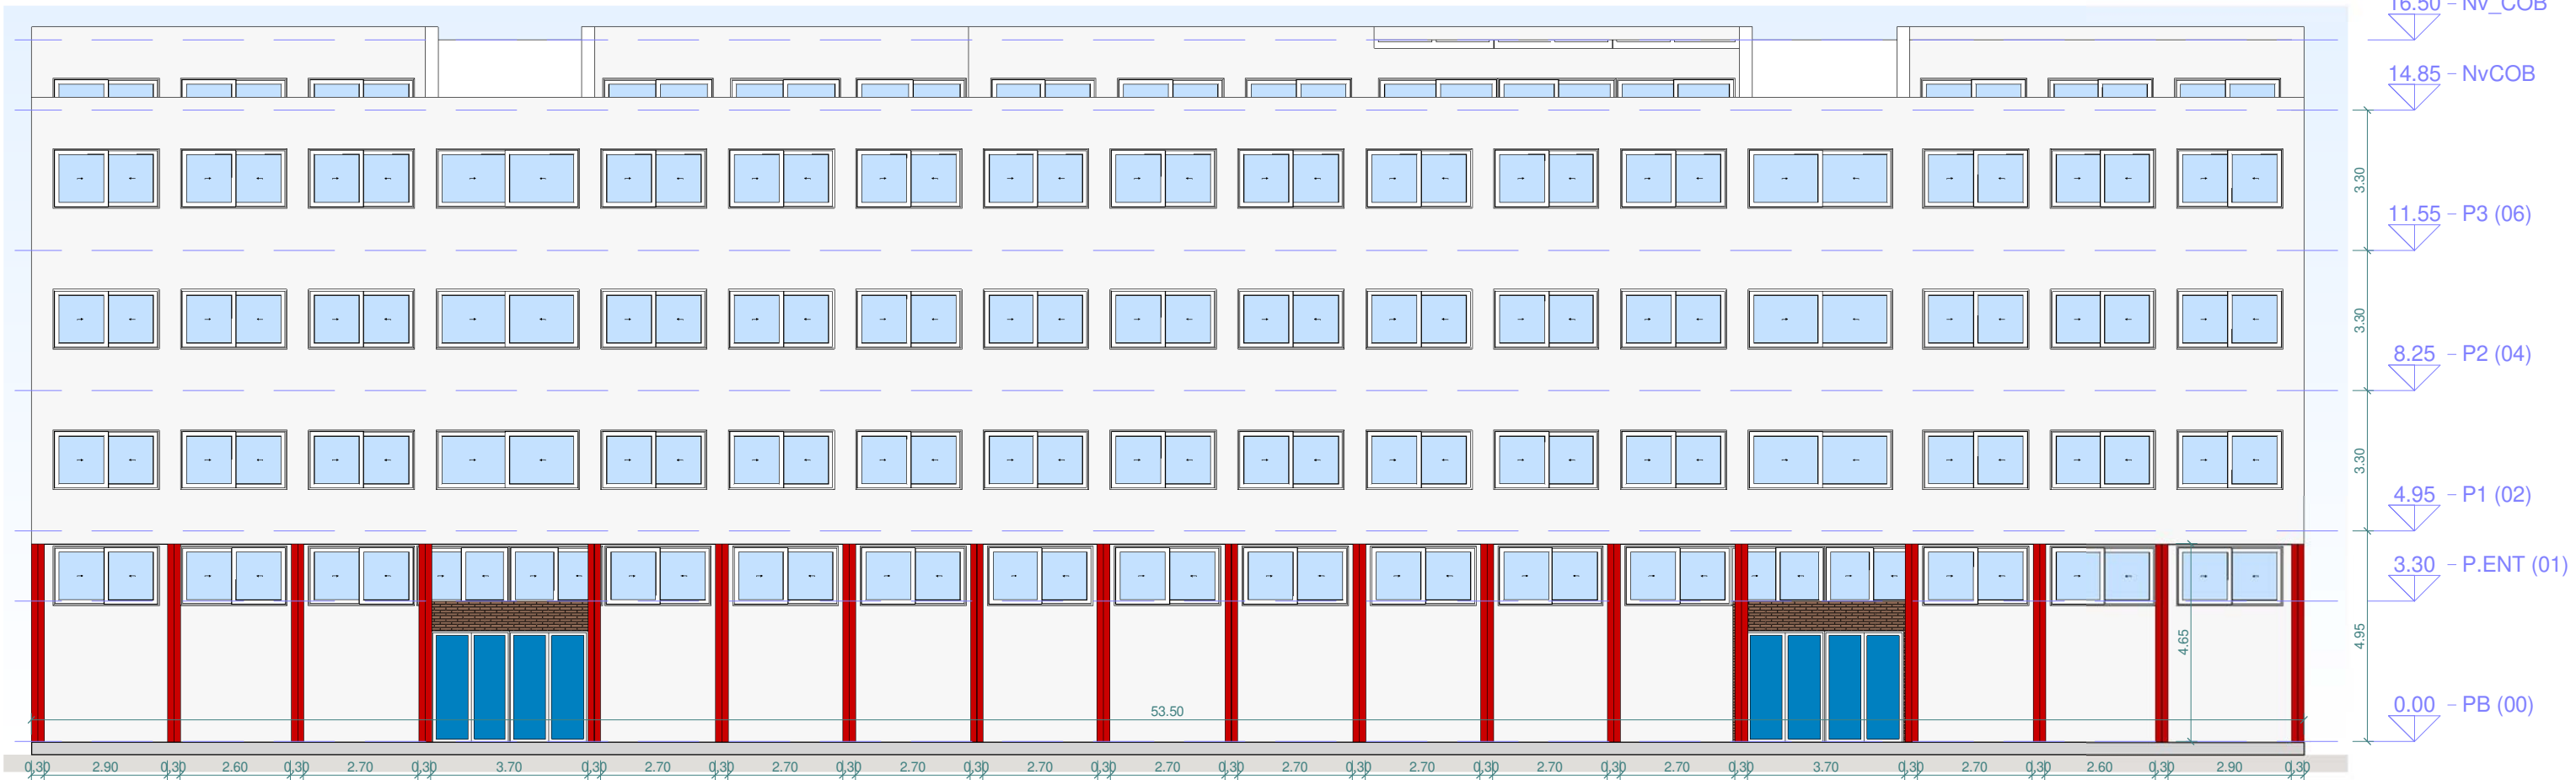 16.50 - NV_COB
14.85 - NvCOB
3.30
11.55 - P3 (06)
3.30
8.25 - P2 (04)
3.30
4.95 - P1 (02)
3.30 - P.ENT (01)
4.95
4.65
0.00 - PB (00)
53.50
0.30 2.90 0.30 2.60 0.30 2.70 0.30 3.70 0.30 2.70 0.30 2.70 0.30 2.70 0.30 2.70 0.30 2.70 0.30 2.70 0.30 2.70 0.30 2.70 0.30 2.70 0.30 3.70 0.30 2.70 0.30 2.60 0.30 2.90 0.30